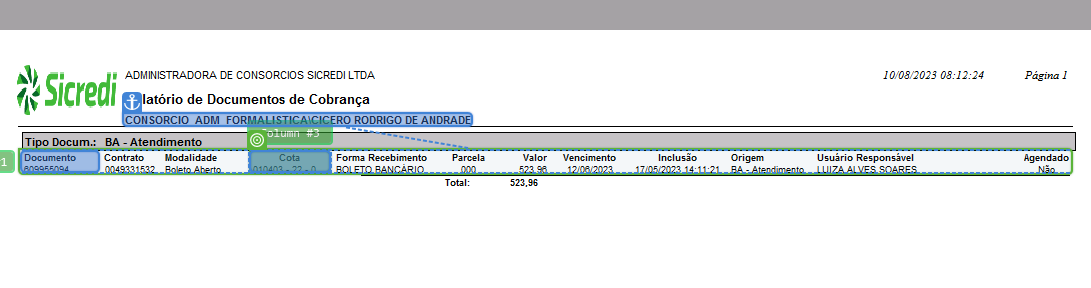 Sicredi
ADMINISTRADORA DE CONSORCIOS SICREDI LTDA
10/08/2023 08:12:24 Página 1
latório de Documentos de Cobrança
CONSORCIO_ADM_FORMALISTICA\CICERO RODRIGO DE ANDRADE
olumn #3
Tipo Docum.: BA - Atendimento
1
Documento Contrato Modalidade Cota Forma Recebimento Parcela Valor Vencimento Inclusão Origem Usuário Responsável Agendado
609955094 0049331532 Boleto Aberto 010403 - 22 - 0 BOLETO BANCÁRIO 000 523,96 12/06/2023 17/05/2023 14:11:21 BA - Atendimento LUIZA ALVES SOARES Não
Total: 523,96